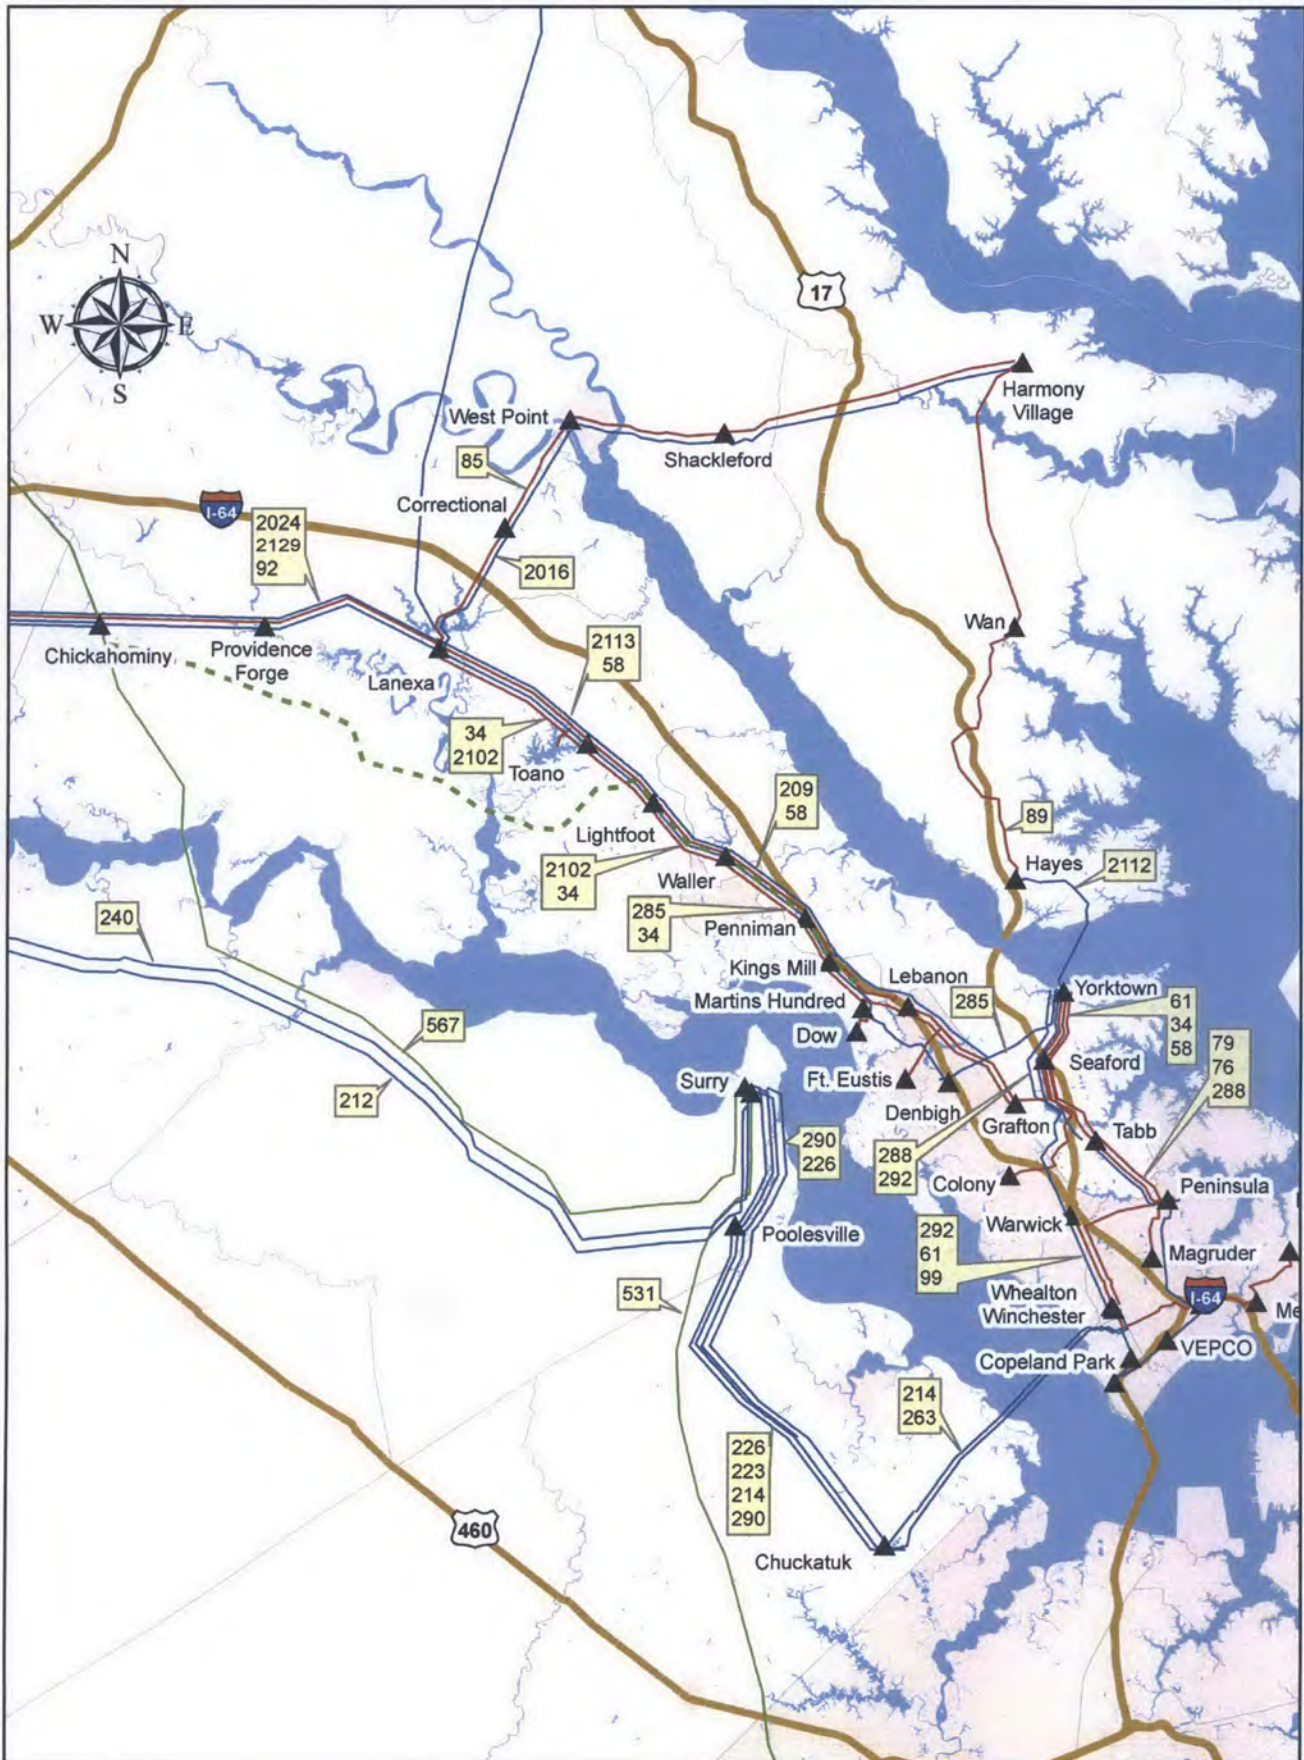 N
W
E
S
17
Harmony
Village
West Point
Shackleford
85
Correctional
I-64
2024
2129
92
2016
Wan
Chickahominy
Providence
Forge
Lanexa
2113
58
34
2102
Toano
209
58
Lightfoot
89
2102
34
Waller
Hayes
2112
285
34
Penniman
240
Kings Mill
Lebanon
285
Yorktown
Martins Hundred
61
34
58
Dow
567
79
76
288
Seaford
Surry
Ft. Eustis
Denbigh
Grafton
212
Tabb
290
226
288
292
Colony
Peninsula
Warwick
Poolesville
292
61
99
Magruder
531
Whealton
Winchester
I-64
Me
VEPCO
Copeland Park
214
263
226
223
214
290
460
Chuckatuk